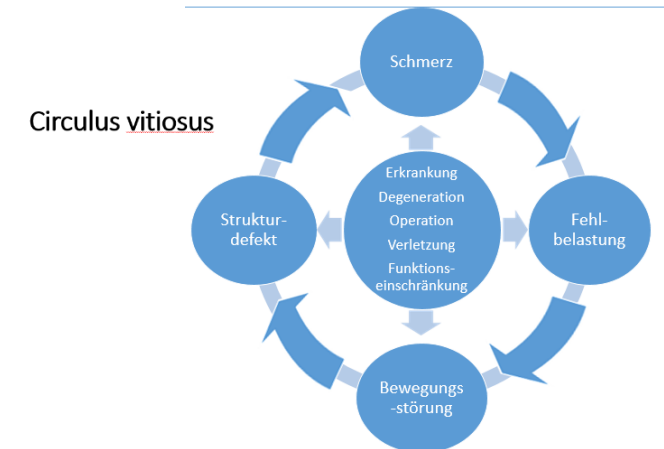 Circulus vitiosus
Schmerz
Erkrankung
Degeneration
Operation
Verletzung
Funktions-
einschränkung
Struktur-
defekt
Fehl-
belastung
Bewegungs
-störung